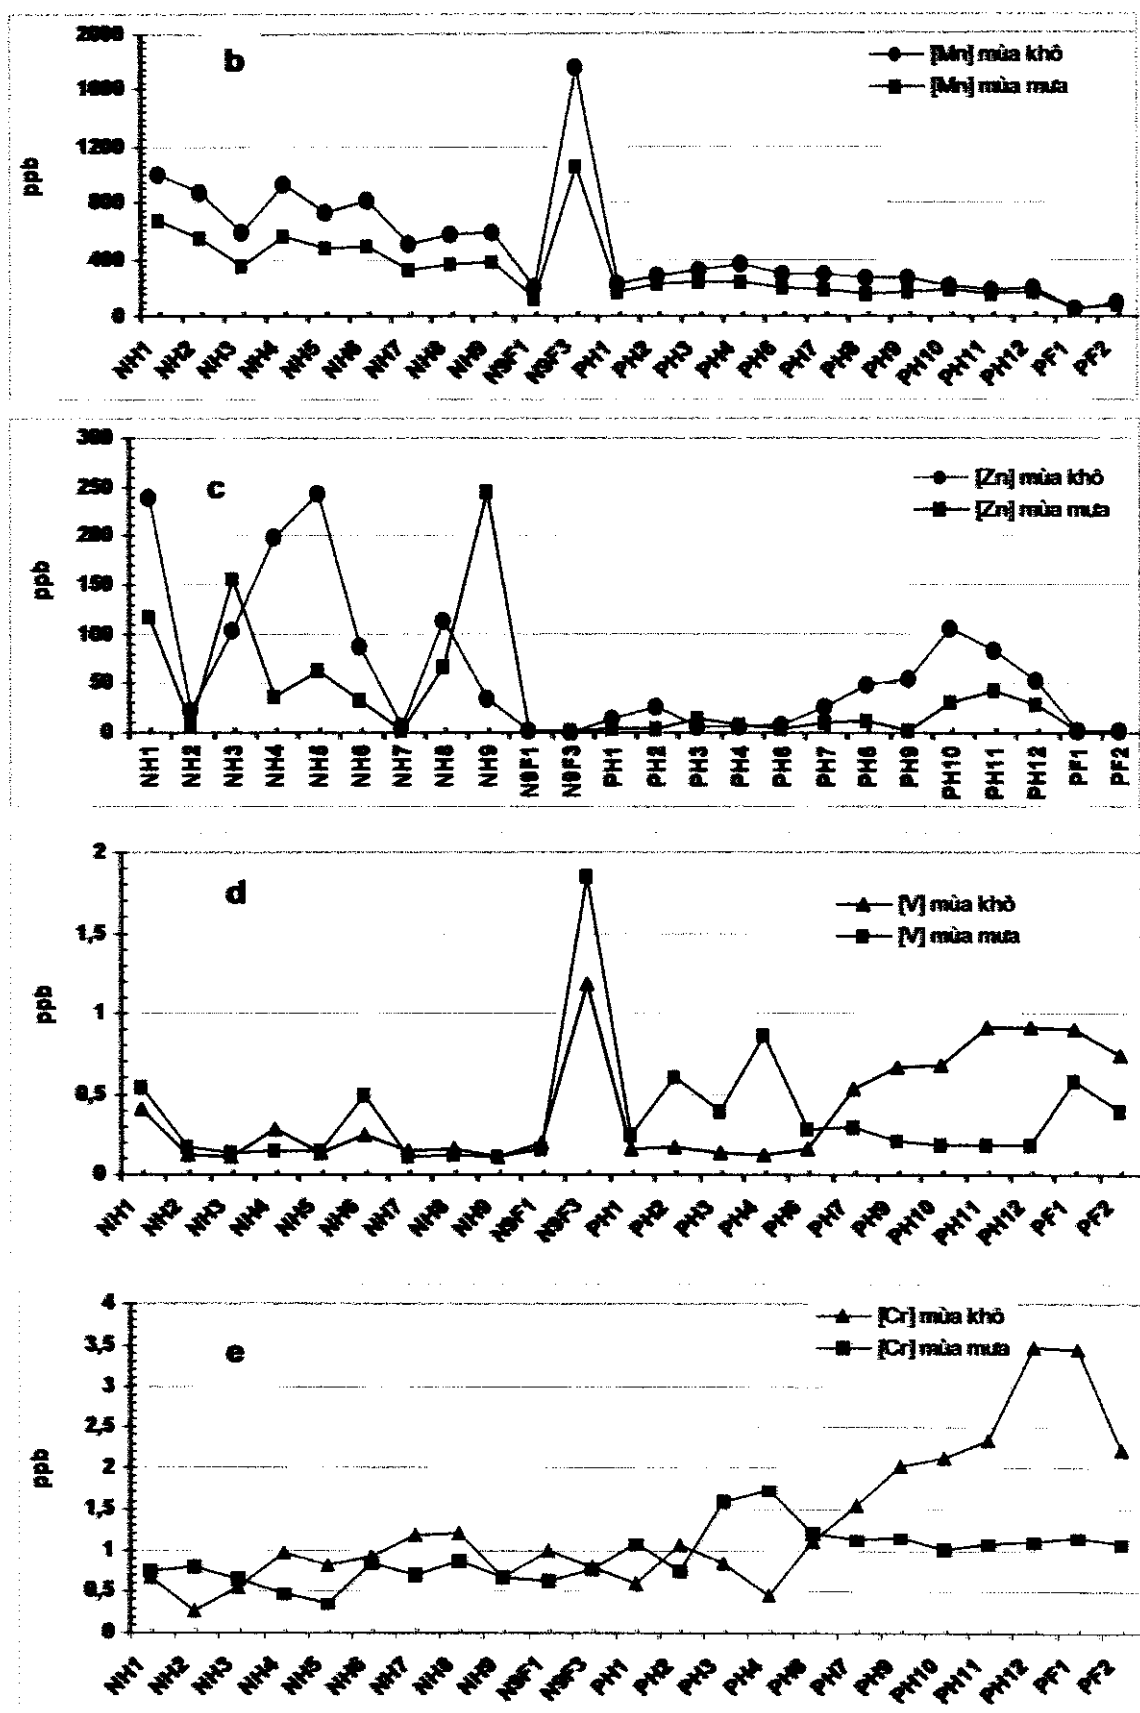 b
[Mn] mùa khô
[Mn] mùa mưa
ppb
2000
1600
1200
800
400
0
NH1 NH2 NH3 NH4 NH5 NH6 NH7 NH8 NH9 N9F1 N9F3 PH1 PH2 PH3 PH4 PH6 PH7 PH8 PH9 PH10 PH11 PH12 PF1 PF2
c
[Zn] mùa khô
[Zn] mùa mưa
ppb
300
250
200
150
100
50
0
NH1 NH2 NH3 NH4 NH5 NH6 NH7 NH8 NH9 N9F1 N9F3 PH1 PH2 PH3 PH4 PH6 PH7 PH8 PH9 PH10 PH11 PH12 PF1 PF2
d
[V] mùa khô
[V] mùa mưa
ppb
2
1,5
1
0,5
0
NH1 NH2 NH3 NH4 NH5 NH6 NH7 NH8 NH9 N9F1 N9F3 PH1 PH2 PH3 PH4 PH6 PH7 PH9 PH10 PH11 PH12 PF1 PF2
e
[Cr] mùa khô
[Cr] mùa mưa
ppb
4
3,5
3
2,5
2
1,5
1
0,5
0
NH1 NH2 NH3 NH4 NH5 NH6 NH7 NH8 NH9 N9F1 N9F3 PH1 PH2 PH3 PH4 PH6 PH7 PH9 PH10 PH11 PH12 PF1 PF2